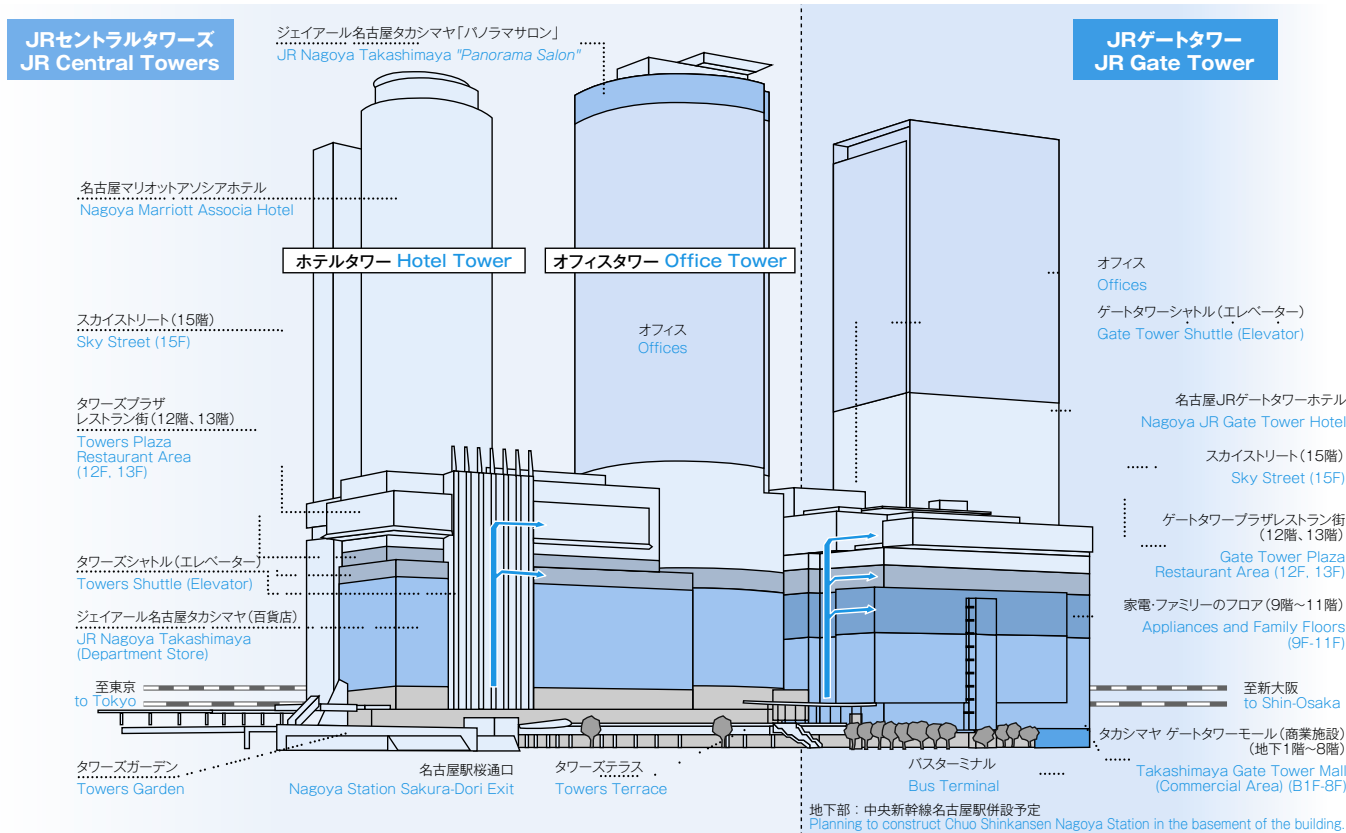 JRセントラルタワーズ
JR Central Towers
ジェイアール名古屋タカシマヤ「パノラマサロン」
JR Nagoya Takashimaya "Panorama Salon"
JRゲートタワー
JR Gate Tower
名古屋マリオットアソシアホテル
Nagoya Marriott Associa Hotel
ホテルタワー Hotel Tower
オフィスタワー Office Tower
オフィス
Offices
スカイストリート（15階）
Sky Street (15F)
オフィス
Offices
ゲートタワーシャトル（エレベーター）
Gate Tower Shuttle (Elevator)
タワーズプラザ
レストラン街（12階、13階）
Towers Plaza
Restaurant Area
(12F, 13F)
名古屋JRゲートタワーホテル
Nagoya JR Gate Tower Hotel
スカイストリート（15階）
Sky Street (15F)
ゲートタワープラザレストラン街
（12階、13階）
Gate Tower Plaza
Restaurant Area (12F, 13F)
タワーズシャトル（エレベーター）
Towers Shuttle (Elevator)
ジェイアール名古屋タカシマヤ（百貨店）
JR Nagoya Takashimaya
(Department Store)
家電・ファミリーのフロア（9階〜11階）
Appliances and Family Floors
(9F-11F)
至東京
to Tokyo
至新大阪
to Shin-Osaka
タワーズガーデン
Towers Garden
名古屋駅桜通口
Nagoya Station Sakura-Dori Exit
タワーズテラス
Towers Terrace
バスターミナル
Bus Terminal
タカシマヤ ゲートタワーモール（商業施設）
（地下1階〜8階）
Takashimaya Gate Tower Mall
(Commercial Area) (B1F-8F)
地下部：中央新幹線名古屋駅併設予定
Planning to construct Chuo Shinkansen Nagoya Station in the basement of the building.